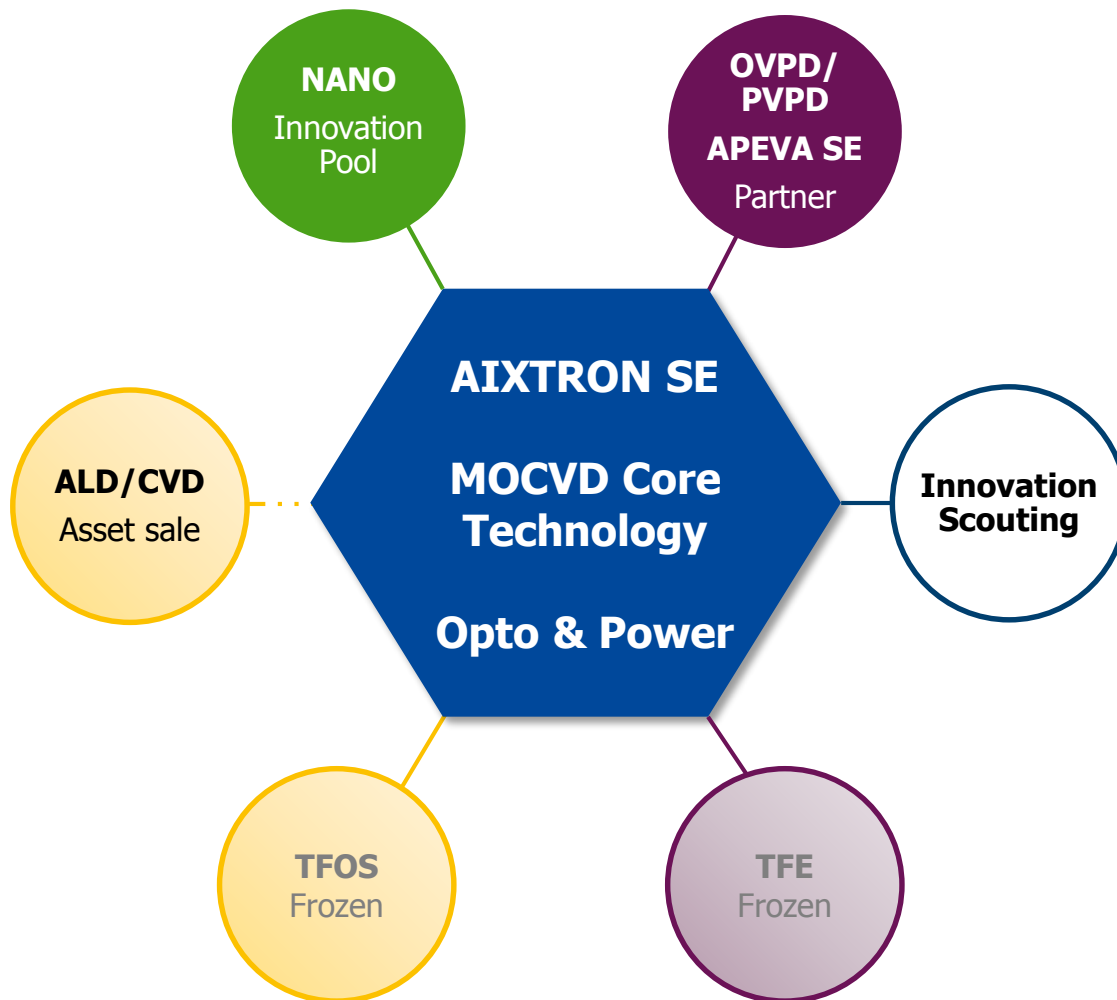 NANO
Innovation
Pool
OVPD/
PVPD
APEVA SE
Partner
AIXTRON SE
MOCVD Core
Technology
Opto & Power
ALD/CVD
Asset sale
Innovation
Scouting
TFOS
Frozen
TFE
Frozen